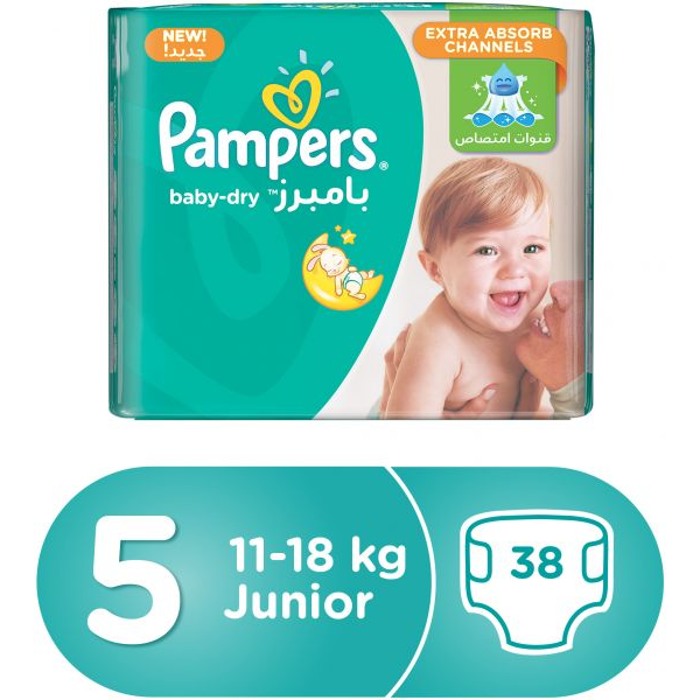 NEW!
جديد!
EXTRA ABSORB
CHANNELS
قنوات امتصاص
Pampers®
baby-dry™ بامبرز
5
11-18 kg
Junior
38